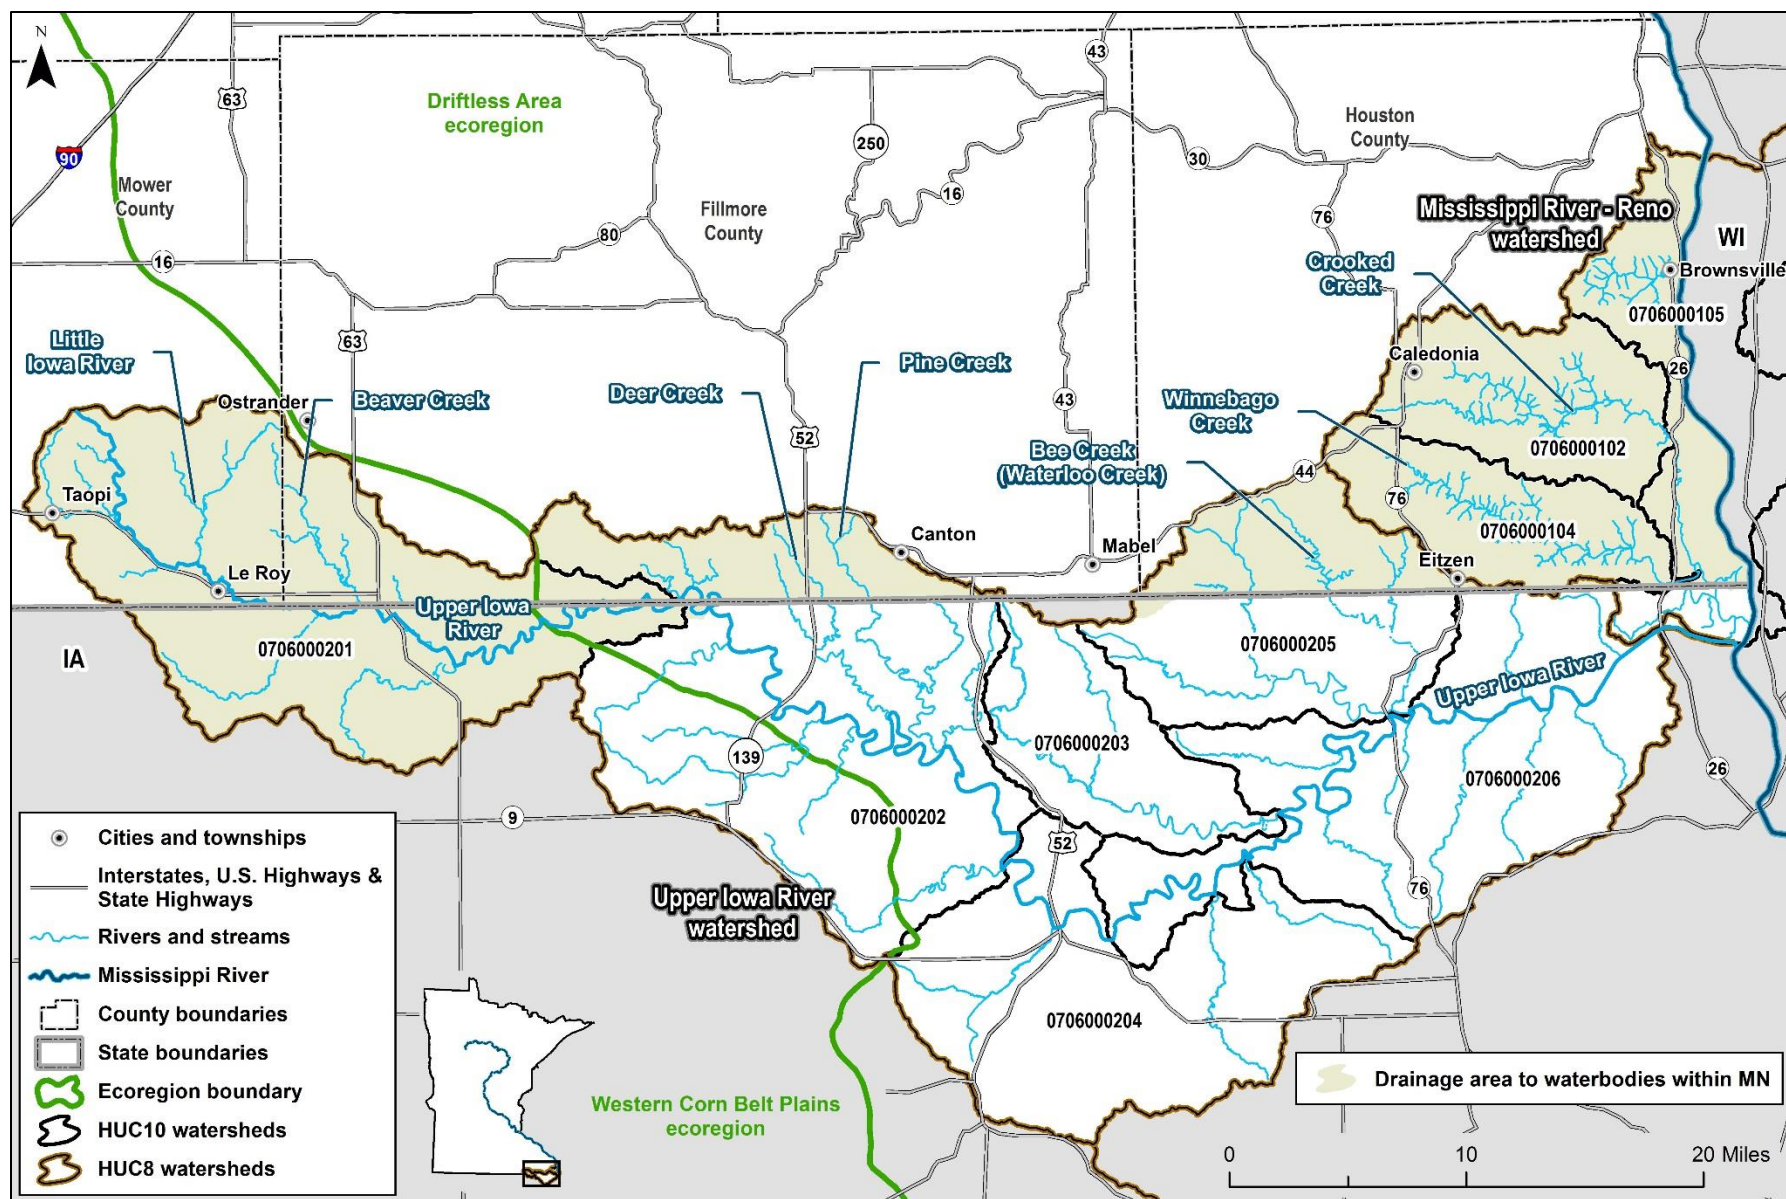 N
63
43
Driftless Area
ecoregion
Houston
County
250
90
30
Mower
County
16
Fillmore
County
76
Mississippi River - Reno
watershed
WI
80
16
Crooked
Creek
Brownsville
0706000105
Little
Iowa River
63
Pine Creek
Caledonia
26
Ostrander
Beaver Creek
Deer Creek
43
Winnebago
Creek
52
Bee Creek
(Waterloo Creek)
0706000102
44
Taopi
76
0706000104
Canton
Mabel
Eitzen
Le Roy
Upper Iowa
River
IA
0706000201
0706000205
Upper Iowa River
0706000203
139
26
0706000206
0706000202
9
52
Upper Iowa River
watershed
76
0706000204
Western Corn Belt Plains
ecoregion
Cities and townships
Interstates, U.S. Highways &
State Highways
Rivers and streams
Mississippi River
County boundaries
State boundaries
Ecoregion boundary
HUC10 watersheds
HUC8 watersheds
Drainage area to waterbodies within MN
0 10 20 Miles